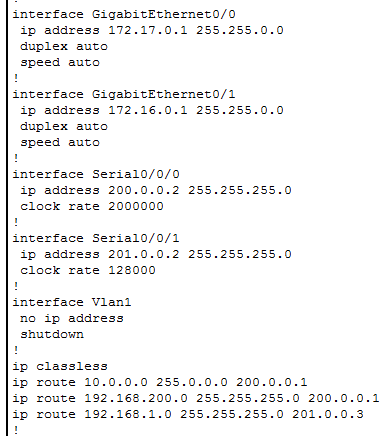 !
interface GigabitEthernet0/0
 ip address 172.17.0.1 255.255.0.0
 duplex auto
 speed auto
!
interface GigabitEthernet0/1
 ip address 172.16.0.1 255.255.0.0
 duplex auto
 speed auto
!
interface Serial0/0/0
 ip address 200.0.0.2 255.255.255.0
 clock rate 2000000
!
interface Serial0/0/1
 ip address 201.0.0.2 255.255.255.0
 clock rate 128000
!
interface Vlan1
 no ip address
 shutdown
!
ip classless
ip route 10.0.0.0 255.0.0.0 200.0.0.1
ip route 192.168.200.0 255.255.255.0 200.0.0.1
ip route 192.168.1.0 255.255.255.0 201.0.0.3
!